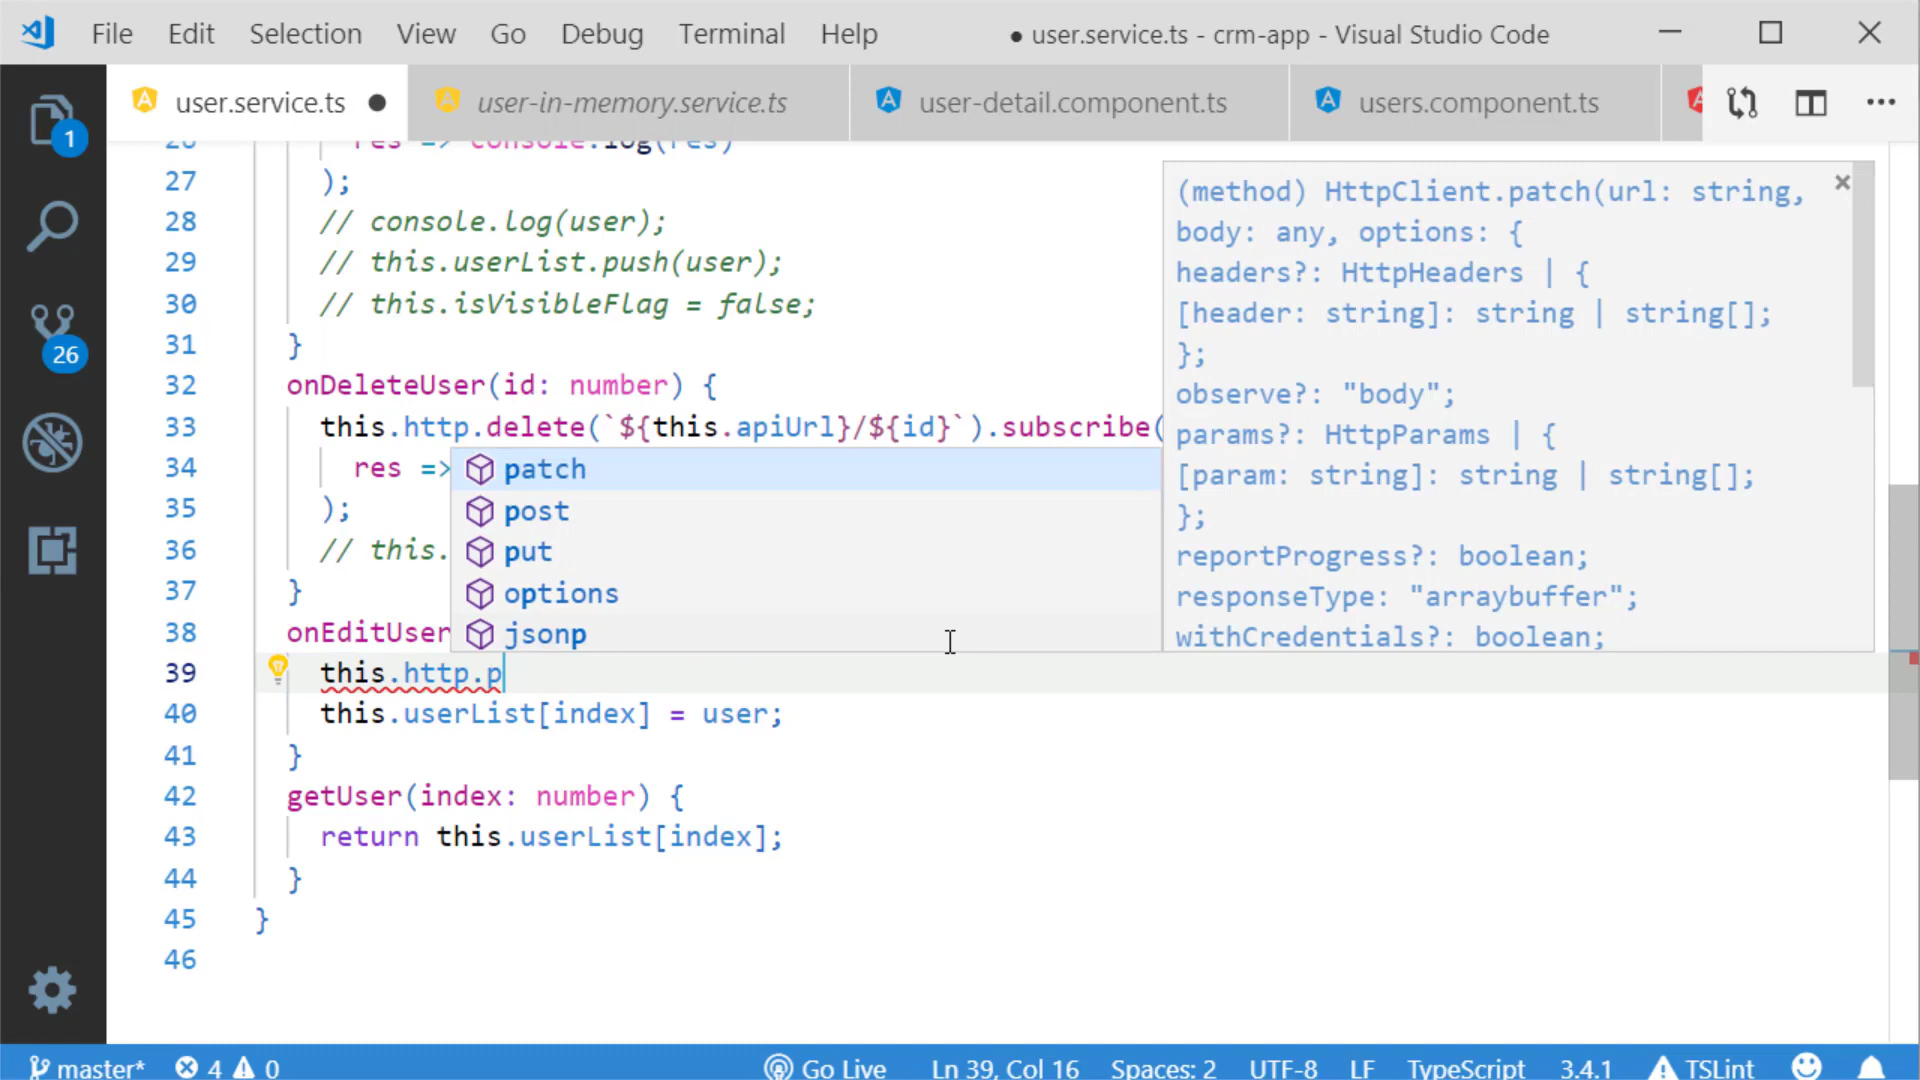 File Edit Selection View Go Debug Terminal Help ● user.service.ts - crm-app - Visual Studio Code
user.service.ts ● user-in-memory.service.ts user-detail.component.ts users.component.ts
1
26
26 res => console.log(res)
27 );
28 // console.log(user);
29 // this.userList.push(user);
30 // this.isVisibleFlag = false;
31 }
32 onDeleteUser(id: number) {
33 this.http.delete(`${this.apiUrl}/${id}`).subscribe(
34 res =>
35 );
36 // this.
37 }
38 onEditUser
39 this.http.p
40 this.userList[index] = user;
41 }
42 getUser(index: number) {
43 return this.userList[index];
44 }
45 }
46
patch
post
put
options
jsonp
(method) HttpClient.patch(url: string,
body: any, options: {
headers?: HttpHeaders | {
[header: string]: string | string[];
};
observe?: "body";
params?: HttpParams | {
[param: string]: string | string[];
};
reportProgress?: boolean;
responseType: "arraybuffer";
withCredentials?: boolean;
master* 4 0 Go Live Ln 39, Col 16 Spaces: 2 UTF-8 LF TypeScript 3.4.1 TSLint